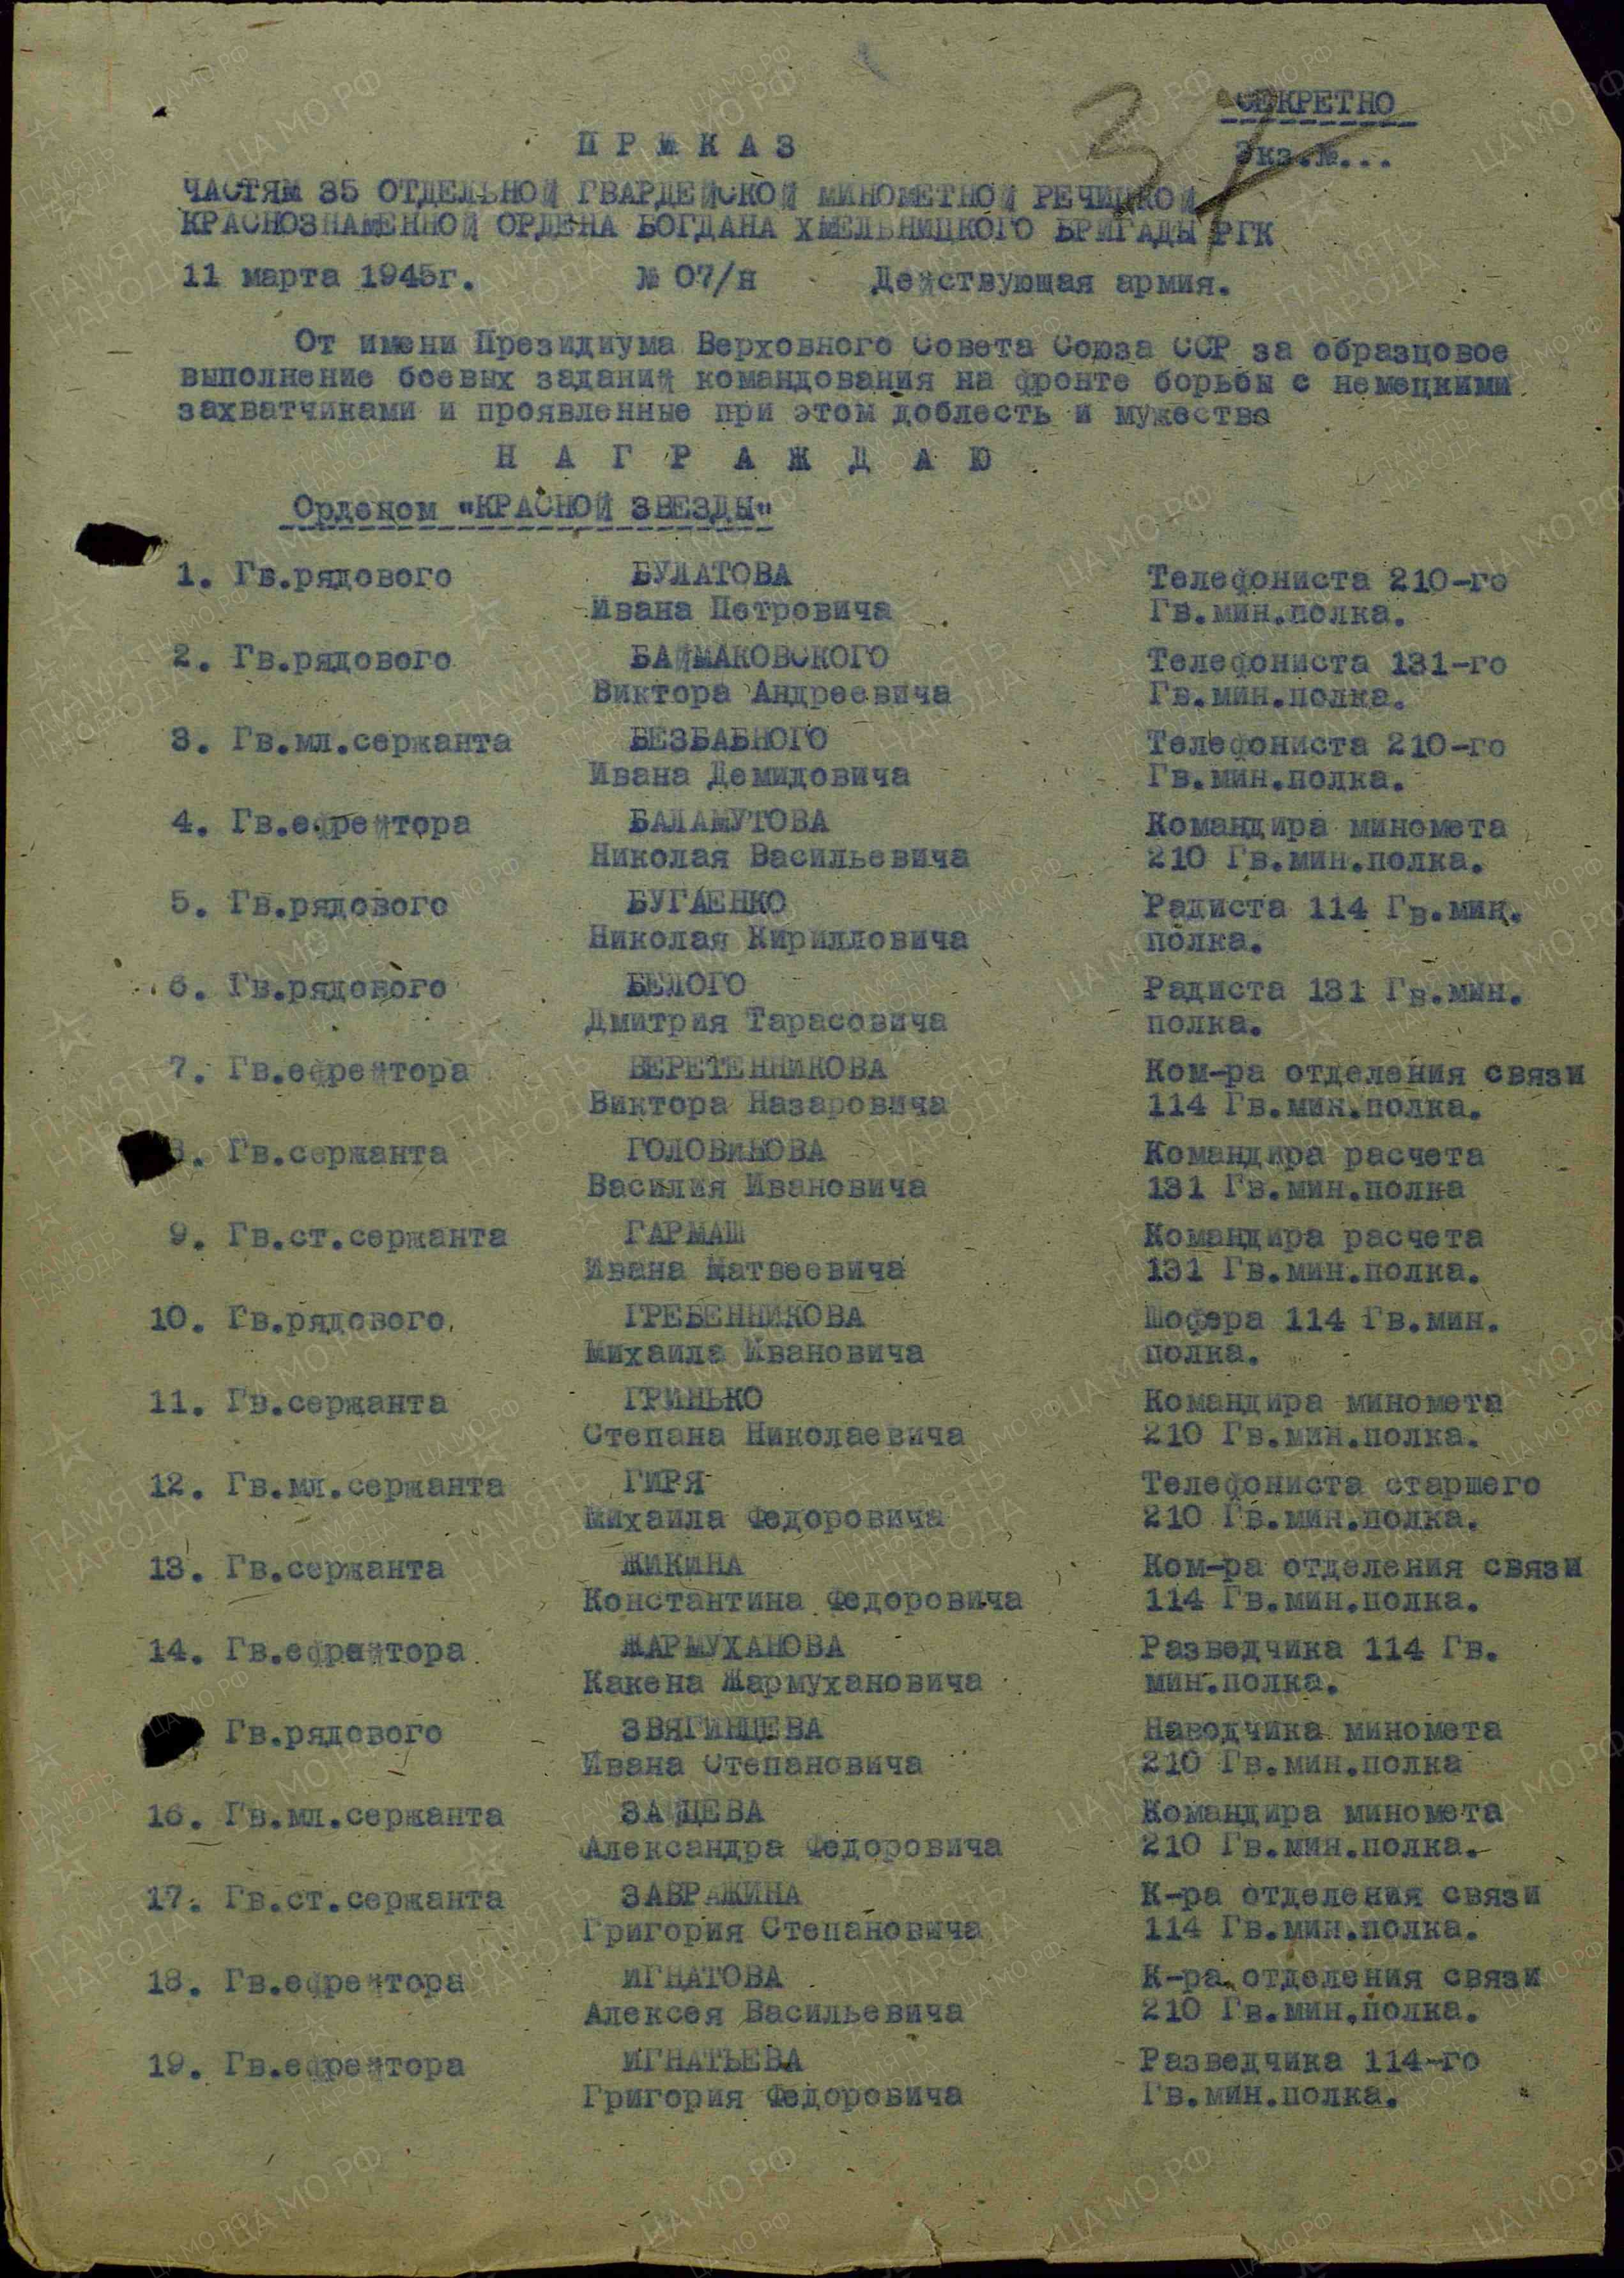 СЕКРЕТНО
Экз.№...
ПРИКАЗ
ЧАСТЯМ 35 ОТДЕЛЬНОЙ ГВАРДЕЙСКОЙ МИНОМЕТНОЙ РЕЧИЦКОЙ
КРАСНОЗНАМЕННОЙ ОРДЕНА БОГДАНА ХМЕЛЬНИЦКОГО БРИГАДЫ РГК
11 марта 1945г. № 07/н Действующая армия.
От имени Президиума Верховного Совета Союза ССР за образцовое
выполнение боевых заданий командования на фронте борьбы с немецкими
захватчиками и проявленные при этом доблесть и мужество
НАГРАЖДАЮ
Орденом "КРАСНОЙ ЗВЕЗДЫ"
1. Гв.рядового БУЛАТОВА Телефониста 210-го
Ивана Петровича Гв.мин.полка.
2. Гв.рядового БАЙМАКОВСКОГО Телефониста 131-го
Виктора Андреевича Гв.мин.полка.
3. Гв.мл.сержанта БЕЗБАБНОГО Телефониста 210-го
Ивана Демидовича Гв.мин.полка.
4. Гв.ефрейтора БАЛАМУТОВА Командира миномета
Николая Васильевича 210 Гв.мин.полка.
5. Гв.рядового БУГАЕНКО Радиста 114 Гв.мин.
Николая Кирилловича полка.
6. Гв.рядового БЕЛОГО Радиста 131 Гв.мин.
Дмитрия Тарасовича полка.
7. Гв.ефрейтора ВЕРЕТЕННИКОВА Ком-ра отделения связи
Виктора Назаровича 114 Гв.мин.полка.
8. Гв.сержанта ГОЛОВИНОВА Командира расчета
Василия Ивановича 131 Гв.мин.полка
9. Гв.ст.сержанта ГАРМАШ Командира расчета
Ивана Матвеевича 131 Гв.мин.полка.
10. Гв.рядового ГРЕБЕННИКОВА Шофера 114 Гв.мин.
Михаила Ивановича полка.
11. Гв.сержанта ГРИНЬКО Командира миномета
Степана Николаевича 210 Гв.мин.полка.
12. Гв.мл.сержанта ГИРЯ Телефониста старшего
Михаила Федоровича 210 Гв.мин.полка.
13. Гв.сержанта ЖИКИНА Ком-ра отделения связи
Константина Федоровича 114 Гв.мин.полка.
14. Гв.ефрейтора ЖАРМУХАНОВА Разведчика 114 Гв.
Какена Жармухановича мин.полка.
Гв.рядового ЗВЯГИНЦЕВА Наводчика миномета
Ивана Степановича 210 Гв.мин.полка
16. Гв.мл.сержанта ЗАЙЦЕВА Командира миномета
Александра Федоровича 210 Гв.мин.полка.
17. Гв.ст.сержанта ЗАВРАЖИНА К-ра отделения связи
Григория Степановича 114 Гв.мин.полка.
18. Гв.ефрейтора ИГНАТОВА К-ра отделения связи
Алексея Васильевича 210 Гв.мин.полка.
19. Гв.ефрейтора ИГНАТЬЕВА Разведчика 114-го
Григория Федоровича Гв.мин.полка.